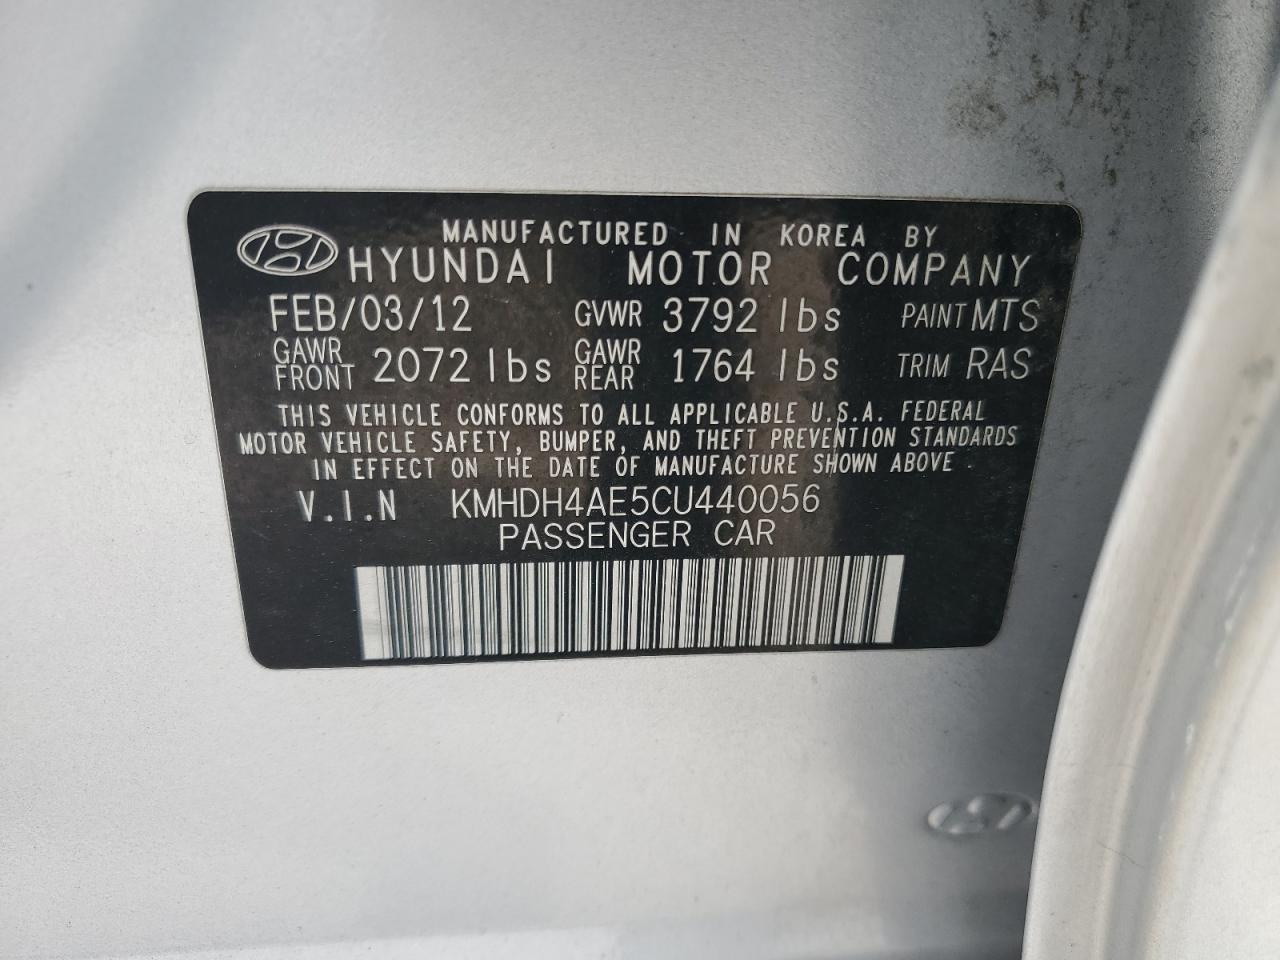 MANUFACTURED IN KOREA BY
HYUNDAI MOTOR COMPANY
FEB/03/12 GVWR 3792 lbs PAINT MTS
GAWR FRONT 2072 lbs GAWR REAR 1764 lbs TRIM RAS
THIS VEHICLE CONFORMS TO ALL APPLICABLE U.S.A. FEDERAL
MOTOR VEHICLE SAFETY, BUMPER, AND THEFT PREVENTION STANDARDS
IN EFFECT ON THE DATE OF MANUFACTURE SHOWN ABOVE
V.I.N KMHDH4AE5CU440056
PASSENGER CAR